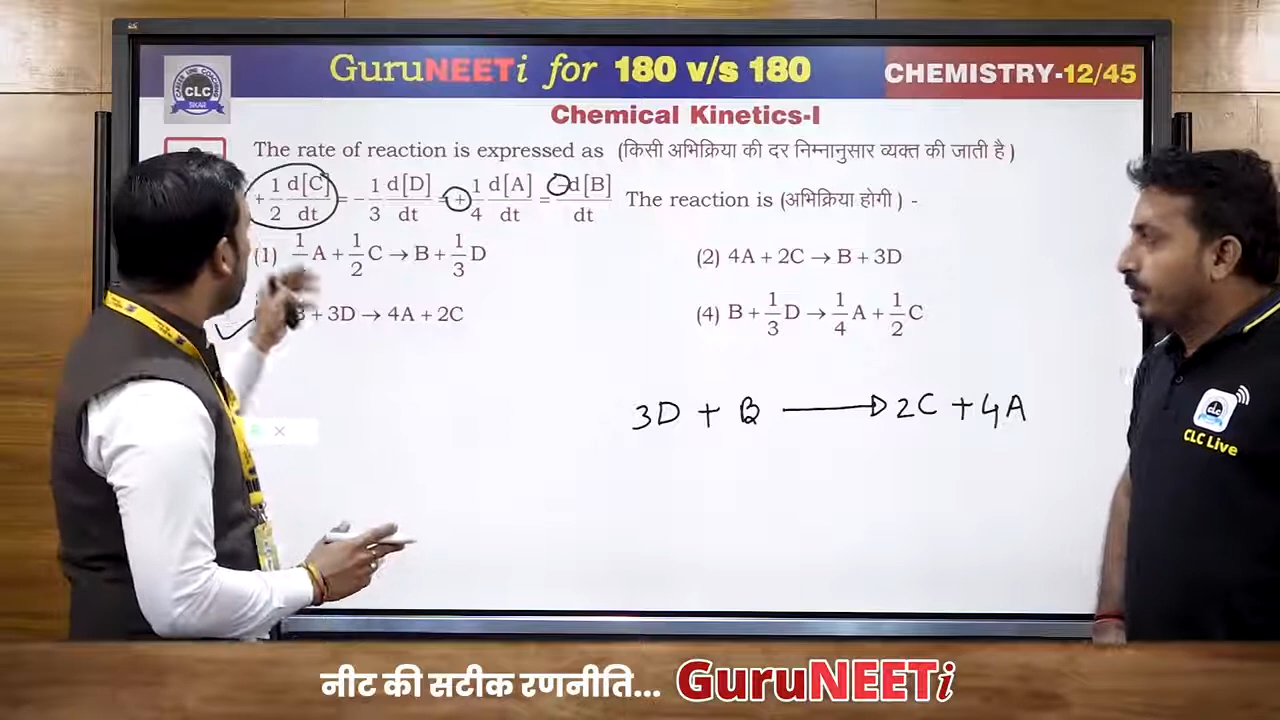 GuruNEETi for 180 v/s 180
CHEMISTRY-12/45
CLC
SIKAR
Chemical Kinetics-I
The rate of reaction is expressed as (किसी अभिक्रिया की दर निम्नानुसार व्यक्त की जाती है )
+1/2 d[C]/dt = -1/3 d[D]/dt = +1/4 d[A]/dt = -d[B]/dt The reaction is (अभिक्रिया होगी ) -
(1) A + 1/2 C → B + 1/3 D
(2) 4A + 2C → B + 3D
B + 3D → 4A + 2C
(4) B + 1/3 D → 1/4 A + 1/2 C
3D + B → 2C + 4A
clc
CLC Live
नीट की सटीक रणनीति... GuruNEETi